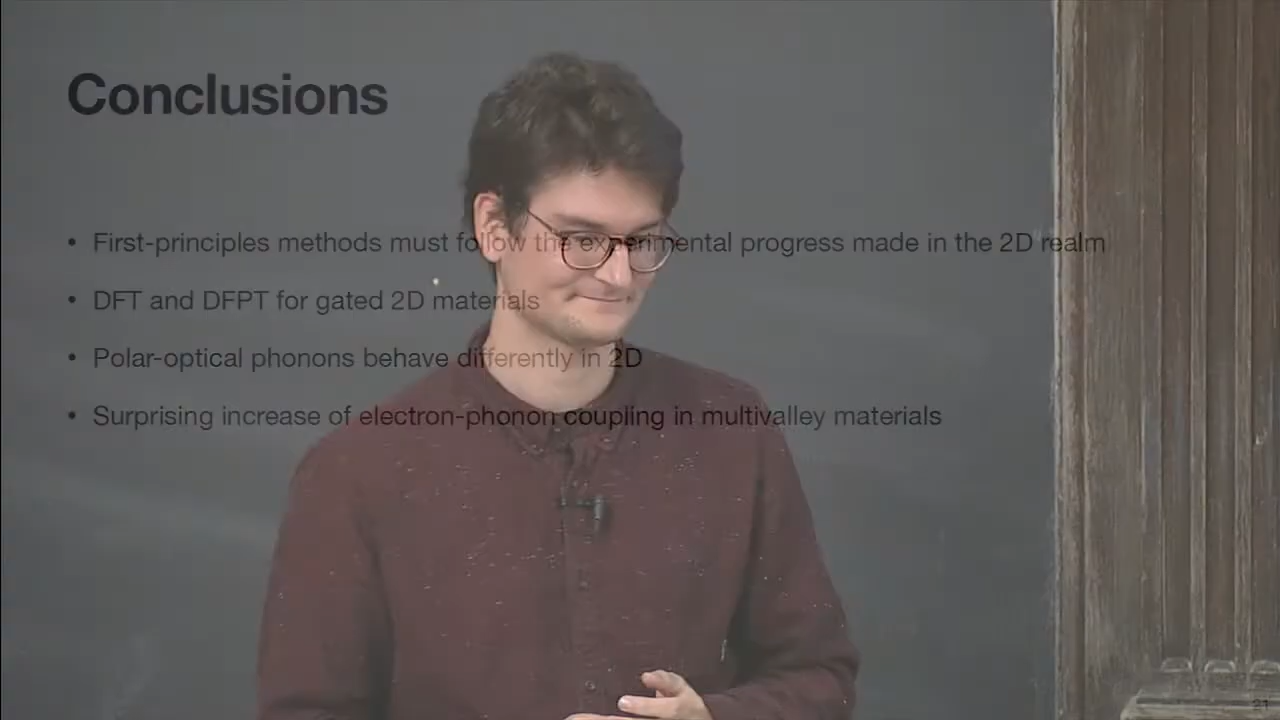 Conclusions
• First-principles methods must follow the experimental progress made in the 2D realm
• DFT and DFPT for gated 2D materials
• Polar-optical phonons behave differently in 2D
• Surprising increase of electron-phonon coupling in multivalley materials
21